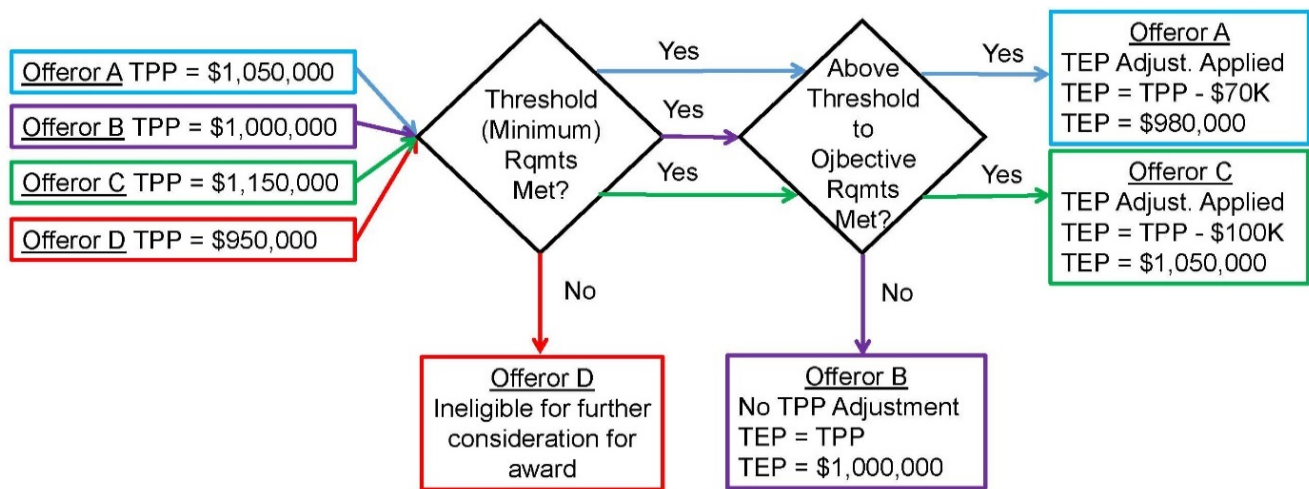 Offeror A TPP = $1,050,000
Offeror B TPP = $1,000,000
Offeror C TPP = $1,150,000
Offeror D TPP = $950,000
Threshold
(Minimum)
Rqmts
Met?
Yes
Yes
Yes
No
Above
Threshold
to
Ojbective
Rqmts
Met?
Yes
Yes
No
Offeror A
TEP Adjust. Applied
TEP = TPP - $70K
TEP = $980,000
Offeror C
TEP Adjust. Applied
TEP = TPP - $100K
TEP = $1,050,000
Offeror D
Ineligible for further
consideration for
award
Offeror B
No TPP Adjustment
TEP = TPP
TEP = $1,000,000